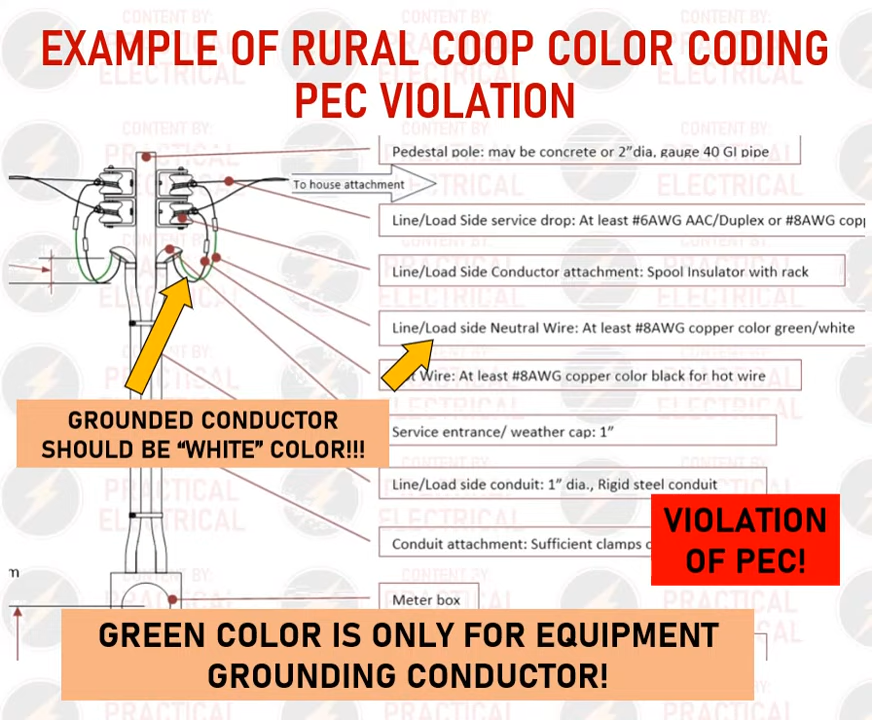 EXAMPLE OF RURAL COOP COLOR CODING
PEC VIOLATION
Pedestal pole: may be concrete or 2"dia, gauge 40 GI pipe
To house attachment
Line/Load Side service drop: At least #6AWG AAC/Duplex or #8AWG
Line/Load Side Conductor attachment: Spool Insulator with rack
Line/Load side Neutral Wire: At least #8AWG copper color green/white
Wire: At least #8AWG copper color black for hot wire
GROUNDED CONDUCTOR
SHOULD BE “WHITE” COLOR!!!
Service entrance/ weather cap: 1"
Line/Load side conduit: 1" dia., Rigid steel conduit
VIOLATION
OF PEC!
Conduit attachment: Sufficient clamps
m
Meter box
GREEN COLOR IS ONLY FOR EQUIPMENT
GROUNDING CONDUCTOR!
CONTENT BY:
PRACTICAL
ELECTRICAL